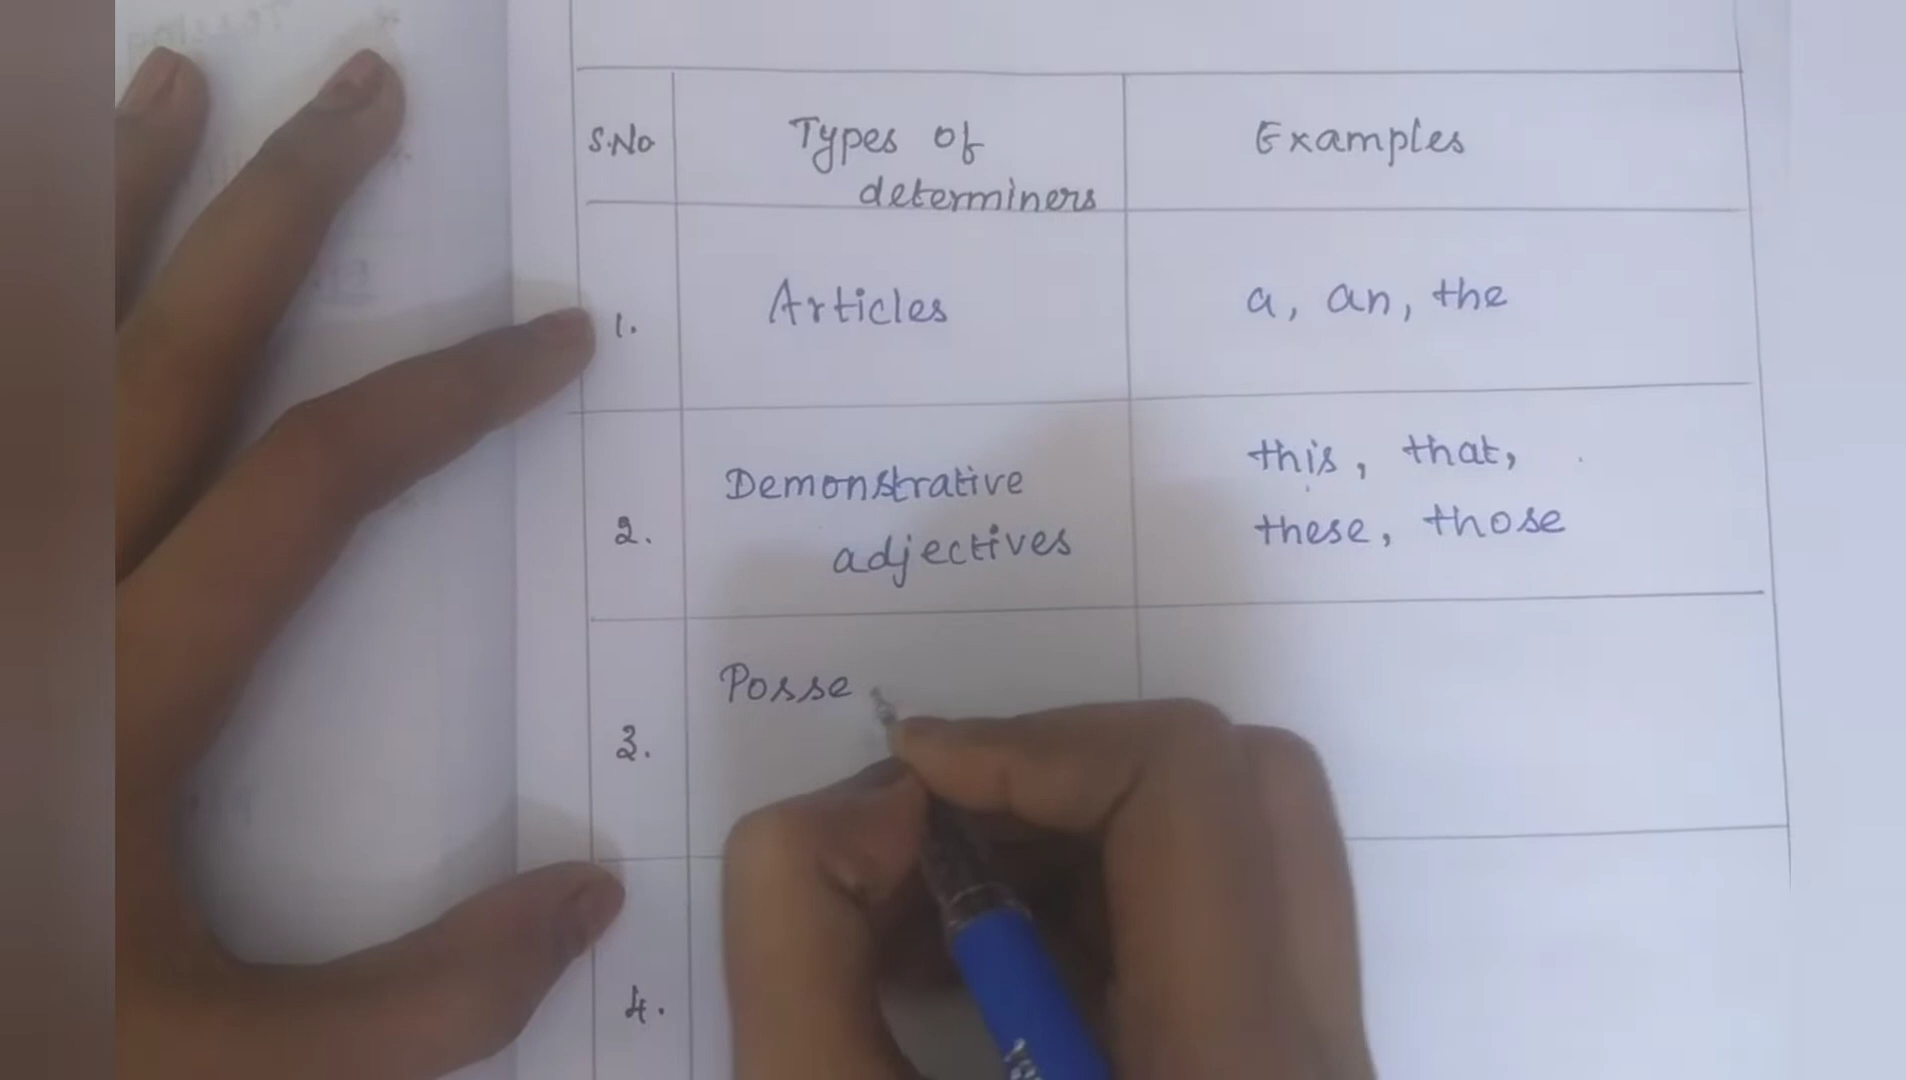 S.No Types of determiners Examples
1. Articles a, an, the
2. Demonstrative adjectives this, that,
these, those
3. Posse
4.